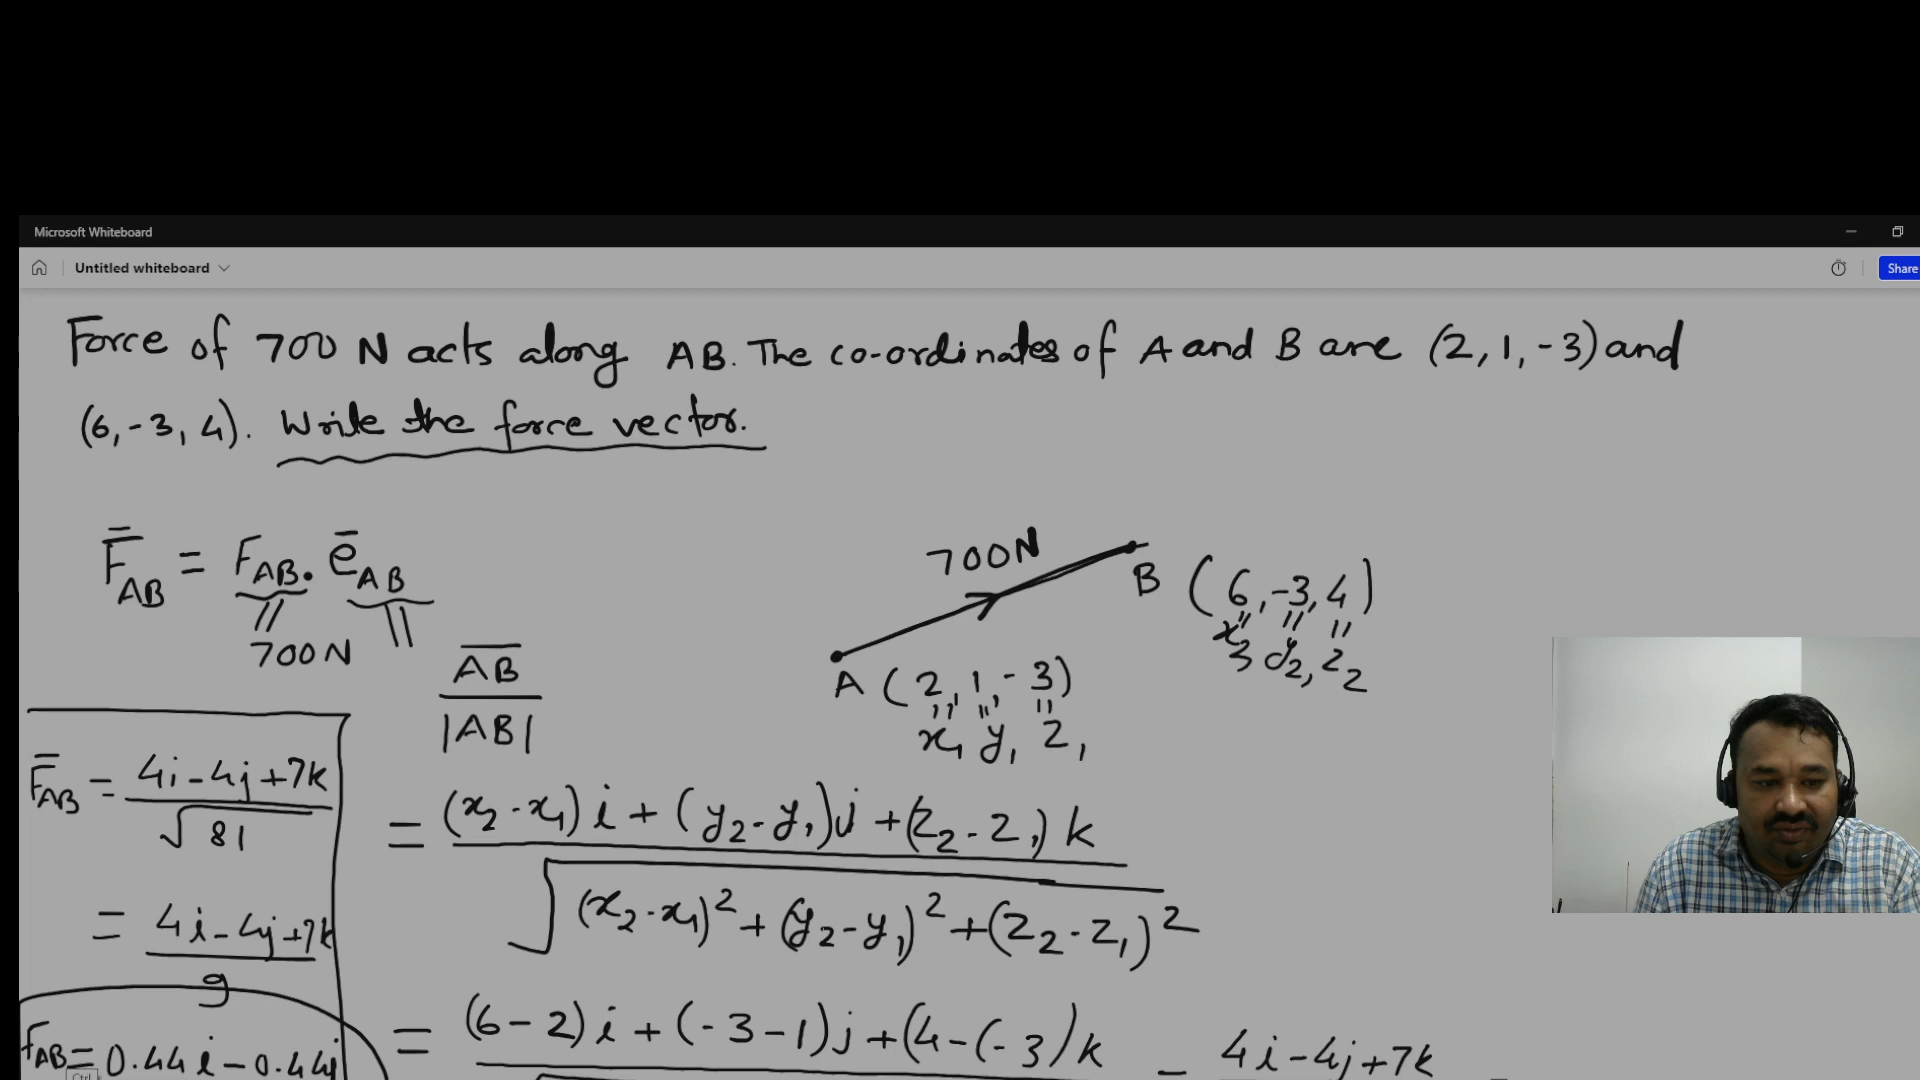 Microsoft Whiteboard
Untitled whiteboard
Share
Force of 700 N acts along AB. The co-ordinates of A and B are (2, 1, -3) and
(6, -3, 4). Write the force vector.
F̄AB = FAB. ēAB
700 N
AB
|AB|
700N
B (6, -3, 4)
y2, z2
A (2, 1, -3)
x1 y1 z1
F̄AB = 4i - 4j + 7k
√81
= 4i - 4j + 7k
9
FAB = 0.44i - 0.44j
= (x2 - x1) i + (y2 - y1) j + (z2 - z1) k
√(x2 - x1)² + (y2 - y1)² + (z2 - z1)²
= (6 - 2) i + (-3 - 1) j + (4 - (-3) k
= 4i - 4j + 7k
Ctrl